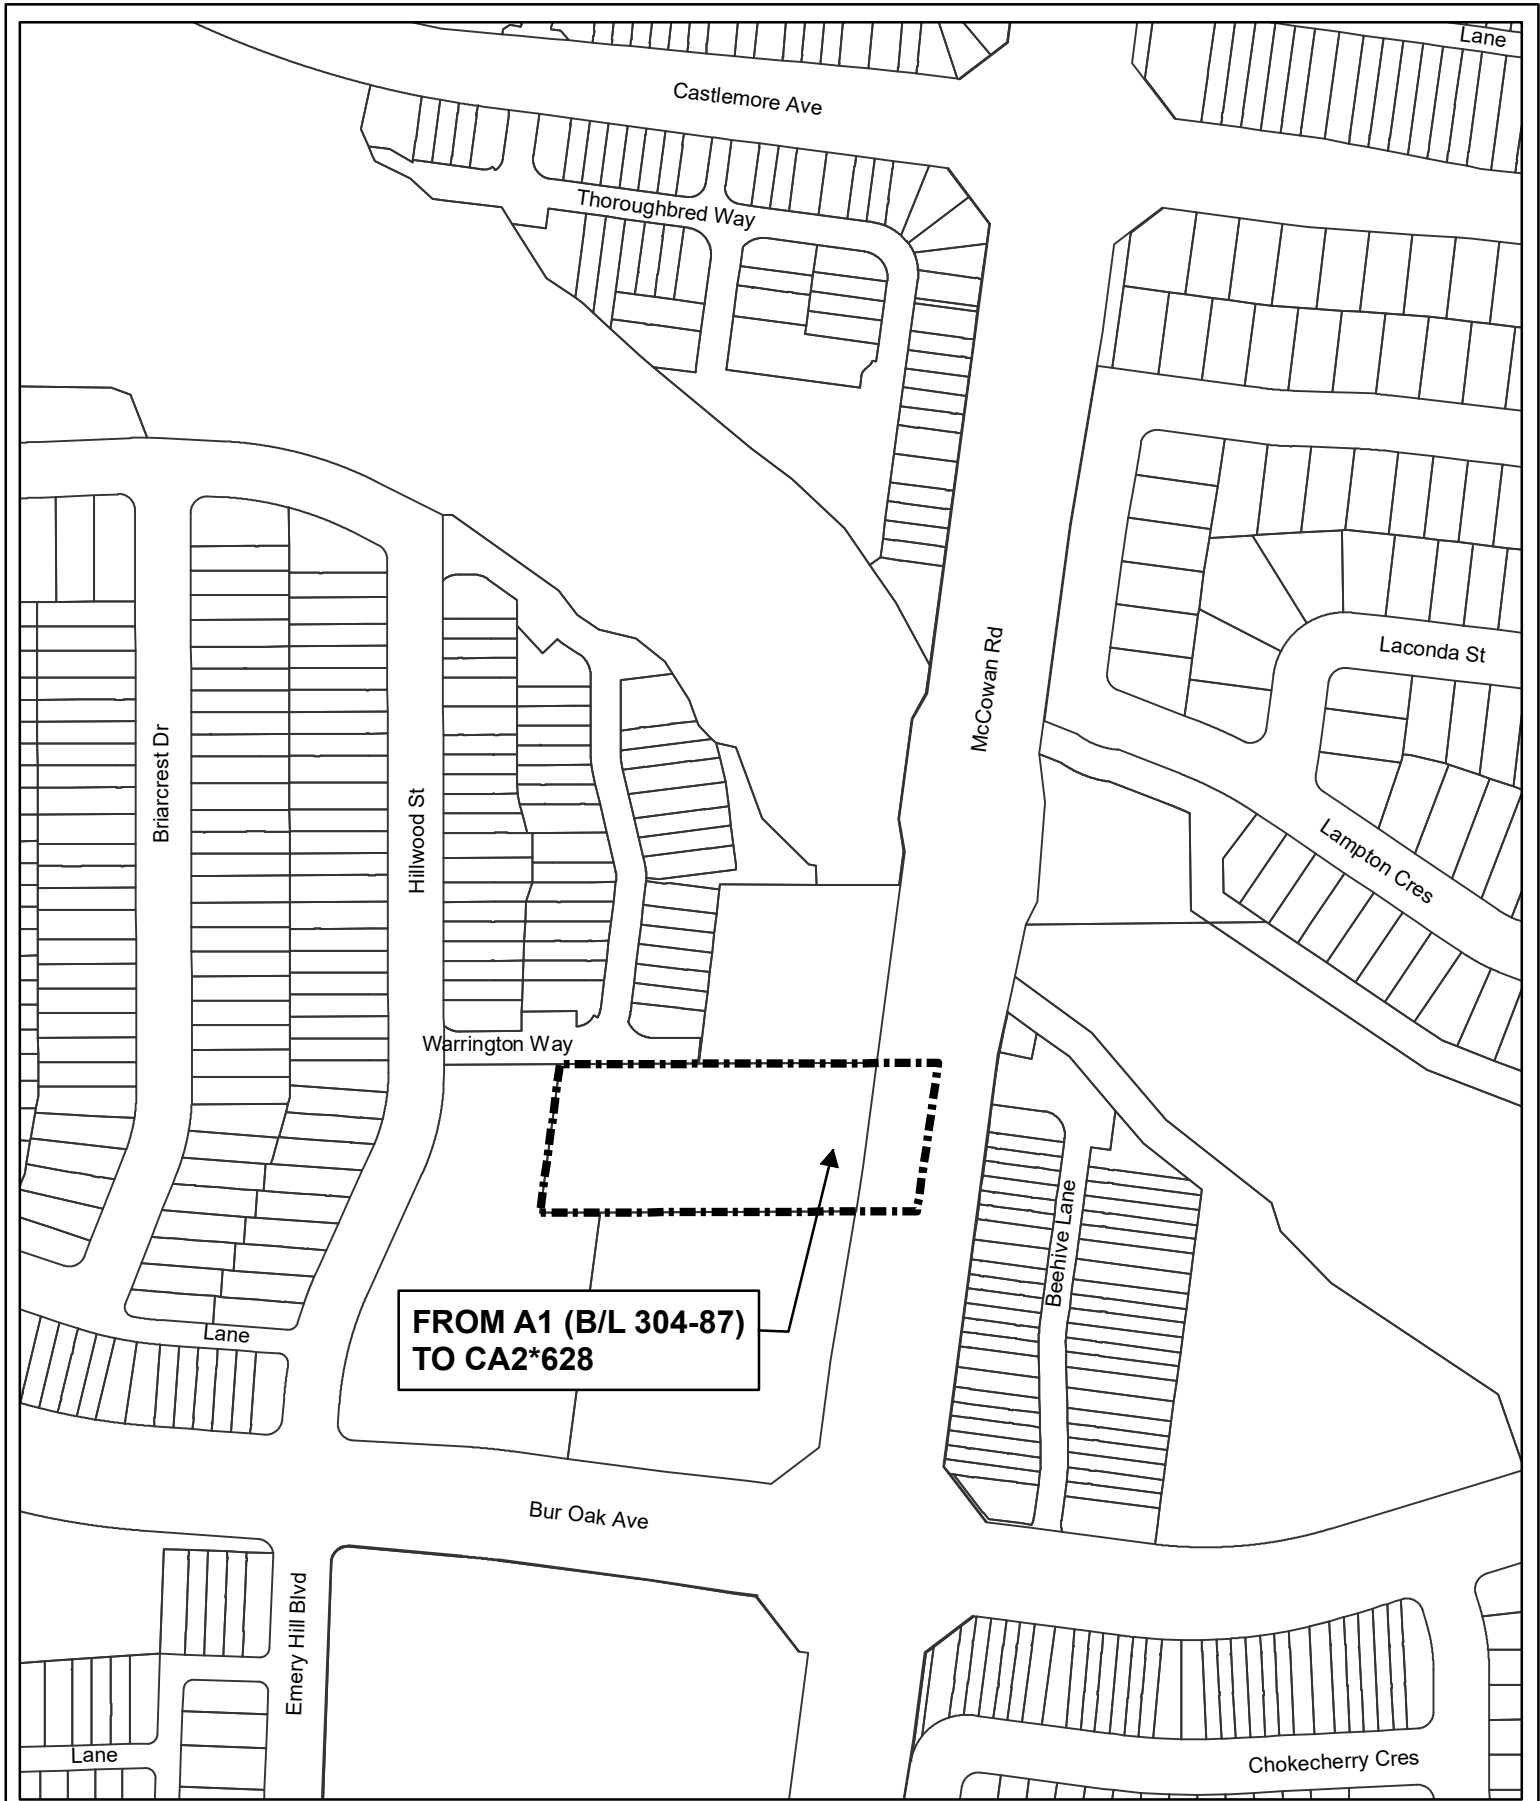 Lane
Castlemore Ave
Thoroughbred Way
McCowan Rd
Laconda St
Briarcrest Dr
Hillwood St
Lampton Cres
Warrington Way
Beehive Lane
FROM A1 (B/L 304-87)
TO CA2*628
Lane
Bur Oak Ave
Emery Hill Blvd
Lane
Chokecherry Cres